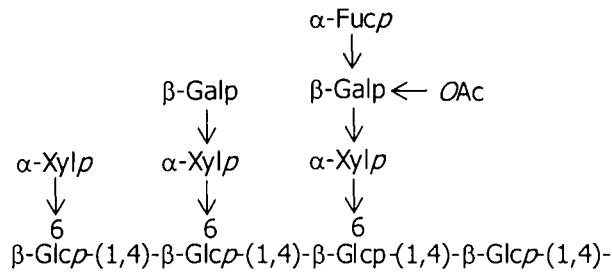 α-Fucp
β-Galp β-Galp OAc
α-Xylp α-Xylp α-Xylp
6 6 6
β-Glcp-(1,4)-β-Glcp-(1,4)-β-Glcp-(1,4)-β-Glcp-(1,4)-